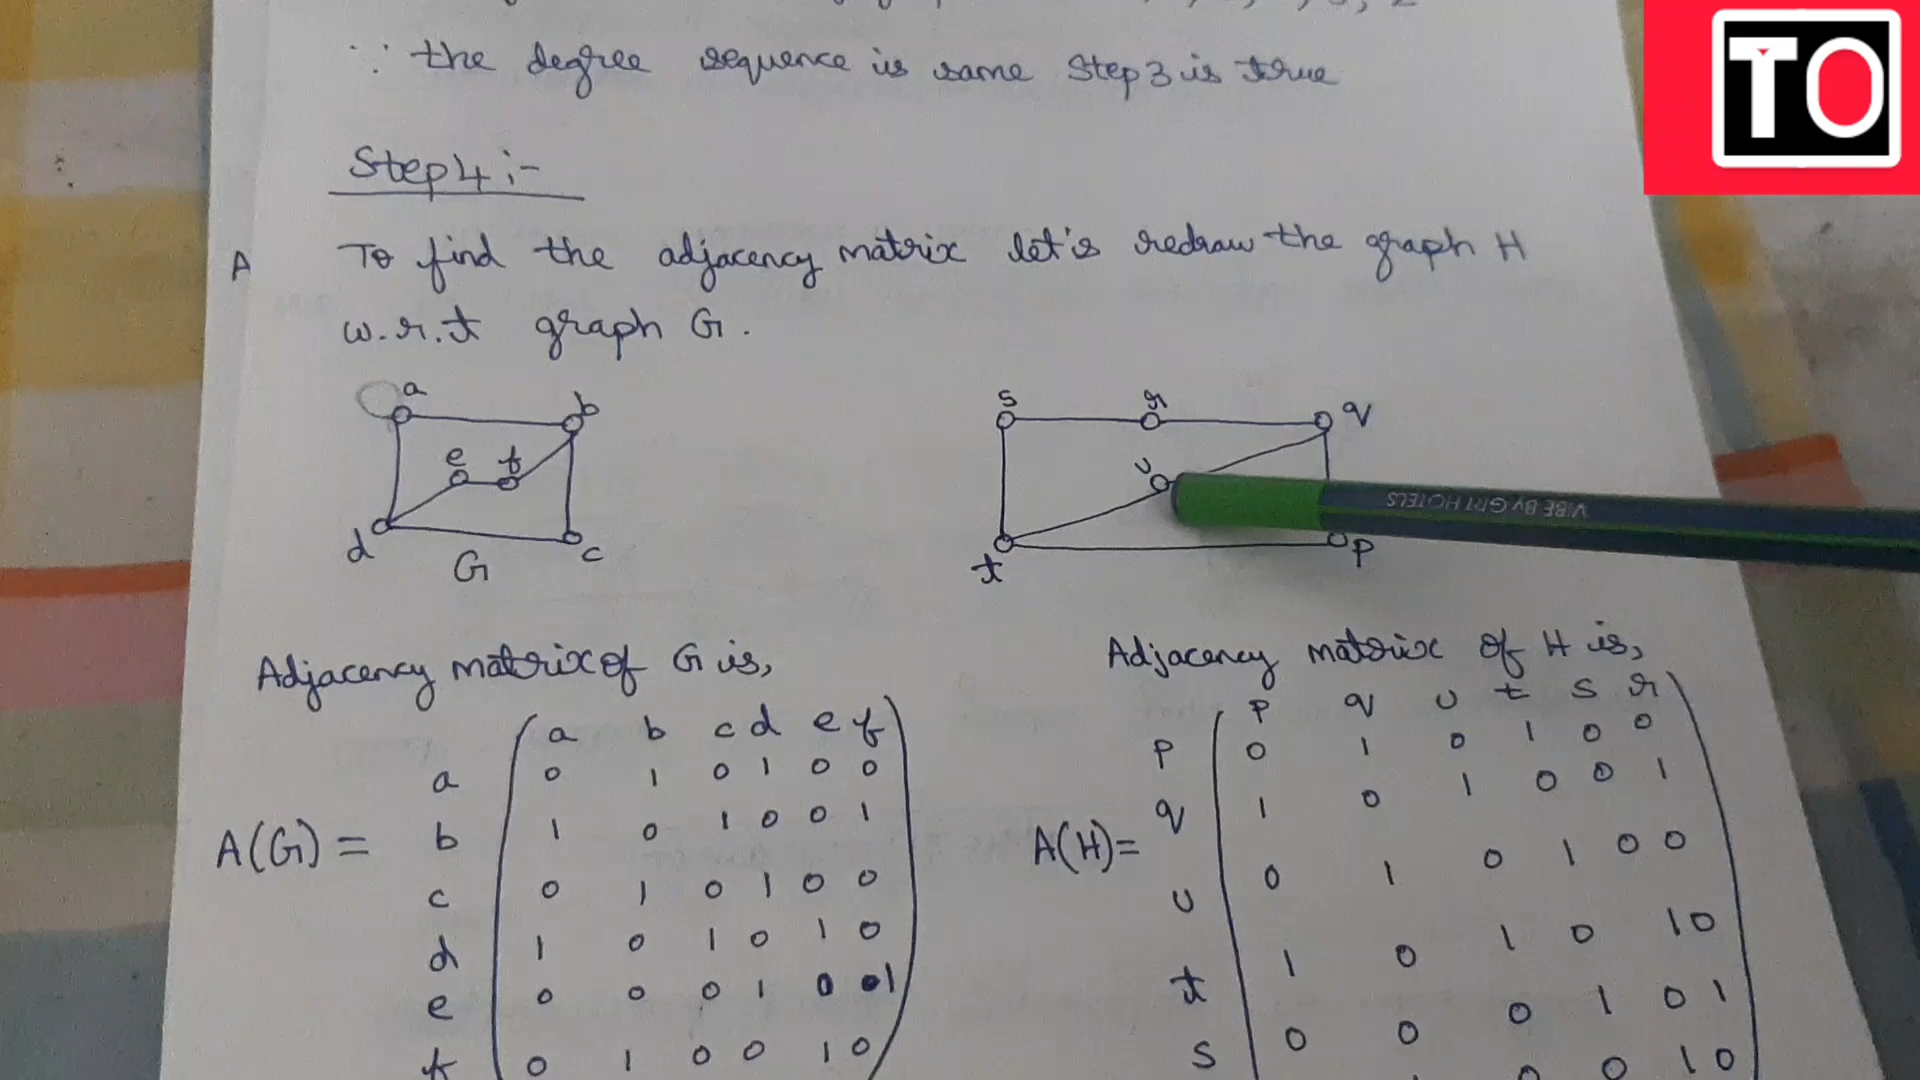 ∵ the degree sequence is same Step 3 is true
TO
Step 4 :-
A To find the adjacency matrix let's redraw the graph H
w.r.t graph G.
a b
e f
d c
G
s r q
u
t p
VIBE BY GRT HOTELS
Adjacency matrix of G is,
a b c d e f
a 0 1 0 1 0 0
b 1 0 1 0 0 1
A(G) =
c 0 1 0 1 0 0
d 1 0 1 0 1 0
e 0 0 0 1 0 01
f 0 1 0 0 1 0
Adjacency matrix of H is,
p q u t s r
p 0 1 0 1 0 0
q 1 0 1 0 0 1
A(H) =
u 0 1 0 1 0 0
t 1 0 1 0 1 0
s 0 0 0 1 0 1
0 0 1 0